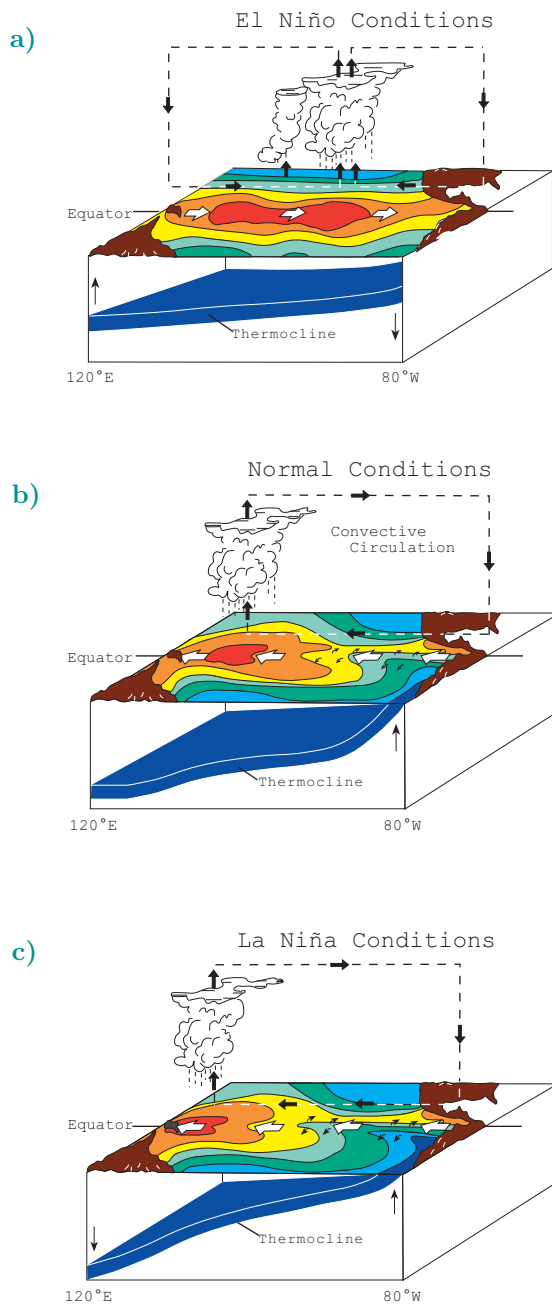 a)
El Niño Conditions
Equator
Thermocline
120°E
80°W
b)
Normal Conditions
Convective
Circulation
Equator
Thermocline
120°E
80°W
c)
La Niña Conditions
Equator
Thermocline
120°E
80°W